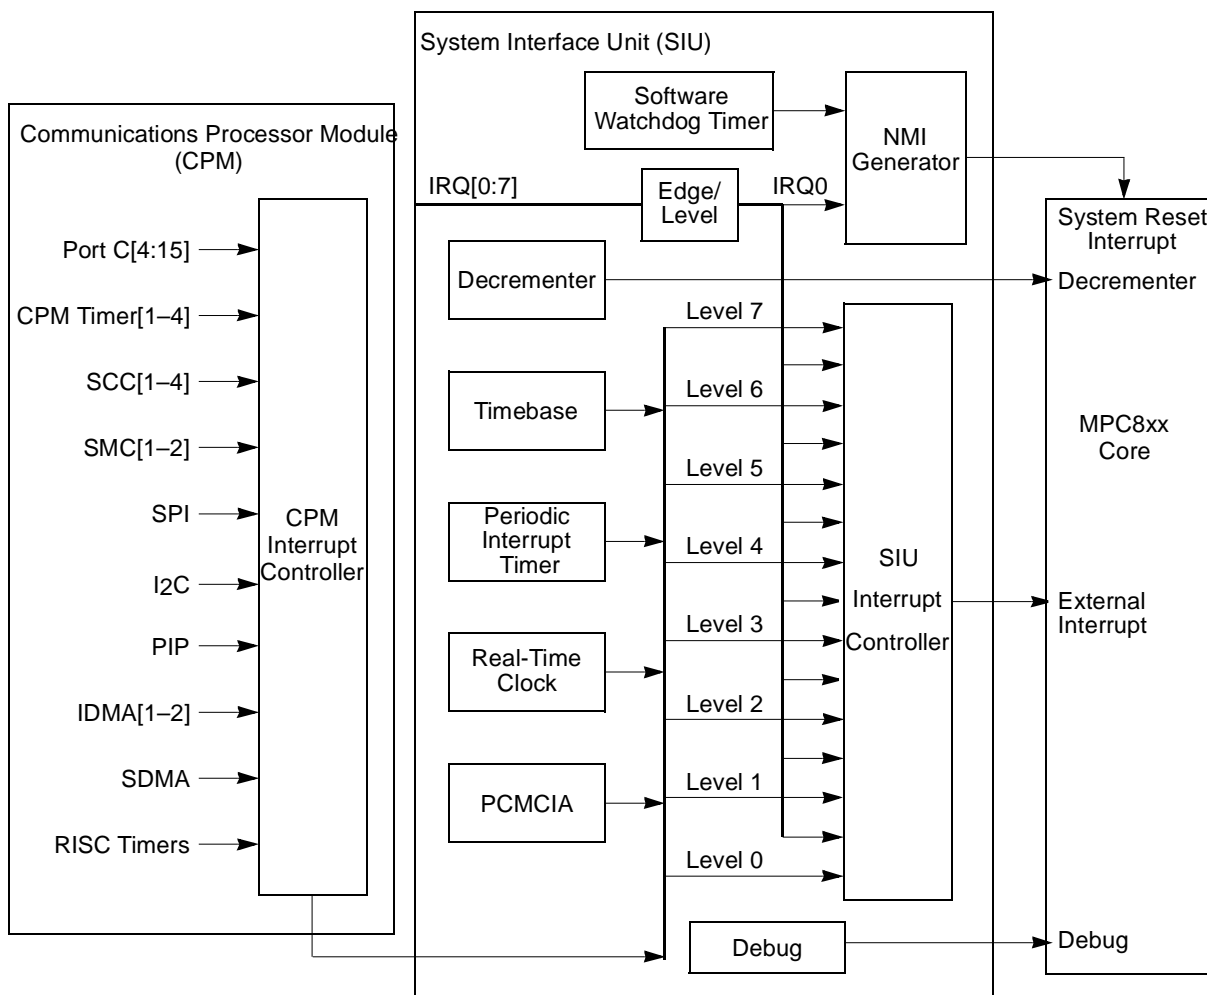 System Interface Unit (SIU)
Software
Watchdog Timer
NMI
Generator
Communications Processor Module
(CPM)
IRQ[0:7]
Edge/
Level
IRQ0
System Reset
Interrupt
Port C[4:15]
CPM Timer[1–4]
SCC[1–4]
SMC[1–2]
SPI
I2C
PIP
IDMA[1–2]
SDMA
RISC Timers
CPM
Interrupt
Controller
Decrementer
Timebase
Periodic
Interrupt
Timer
Real-Time
Clock
PCMCIA
Level 7
Level 6
Level 5
Level 4
Level 3
Level 2
Level 1
Level 0
SIU
Interrupt
Controller
Debug
Decrementer
MPC8xx
Core
External
Interrupt
Debug